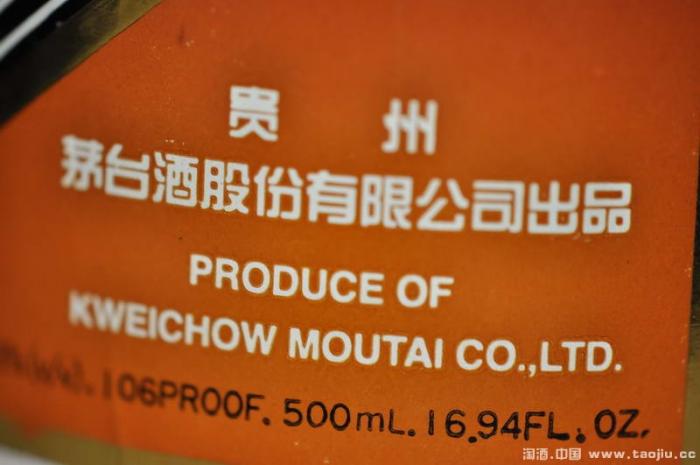 贵 州
茅台酒股份有限公司出品
PRODUCE OF
KWEICHOW MOUTAI CO.,LTD.
106PROOF. 500mL. 16.94FL. OZ.
淘酒.中国 www.taojiu.cc